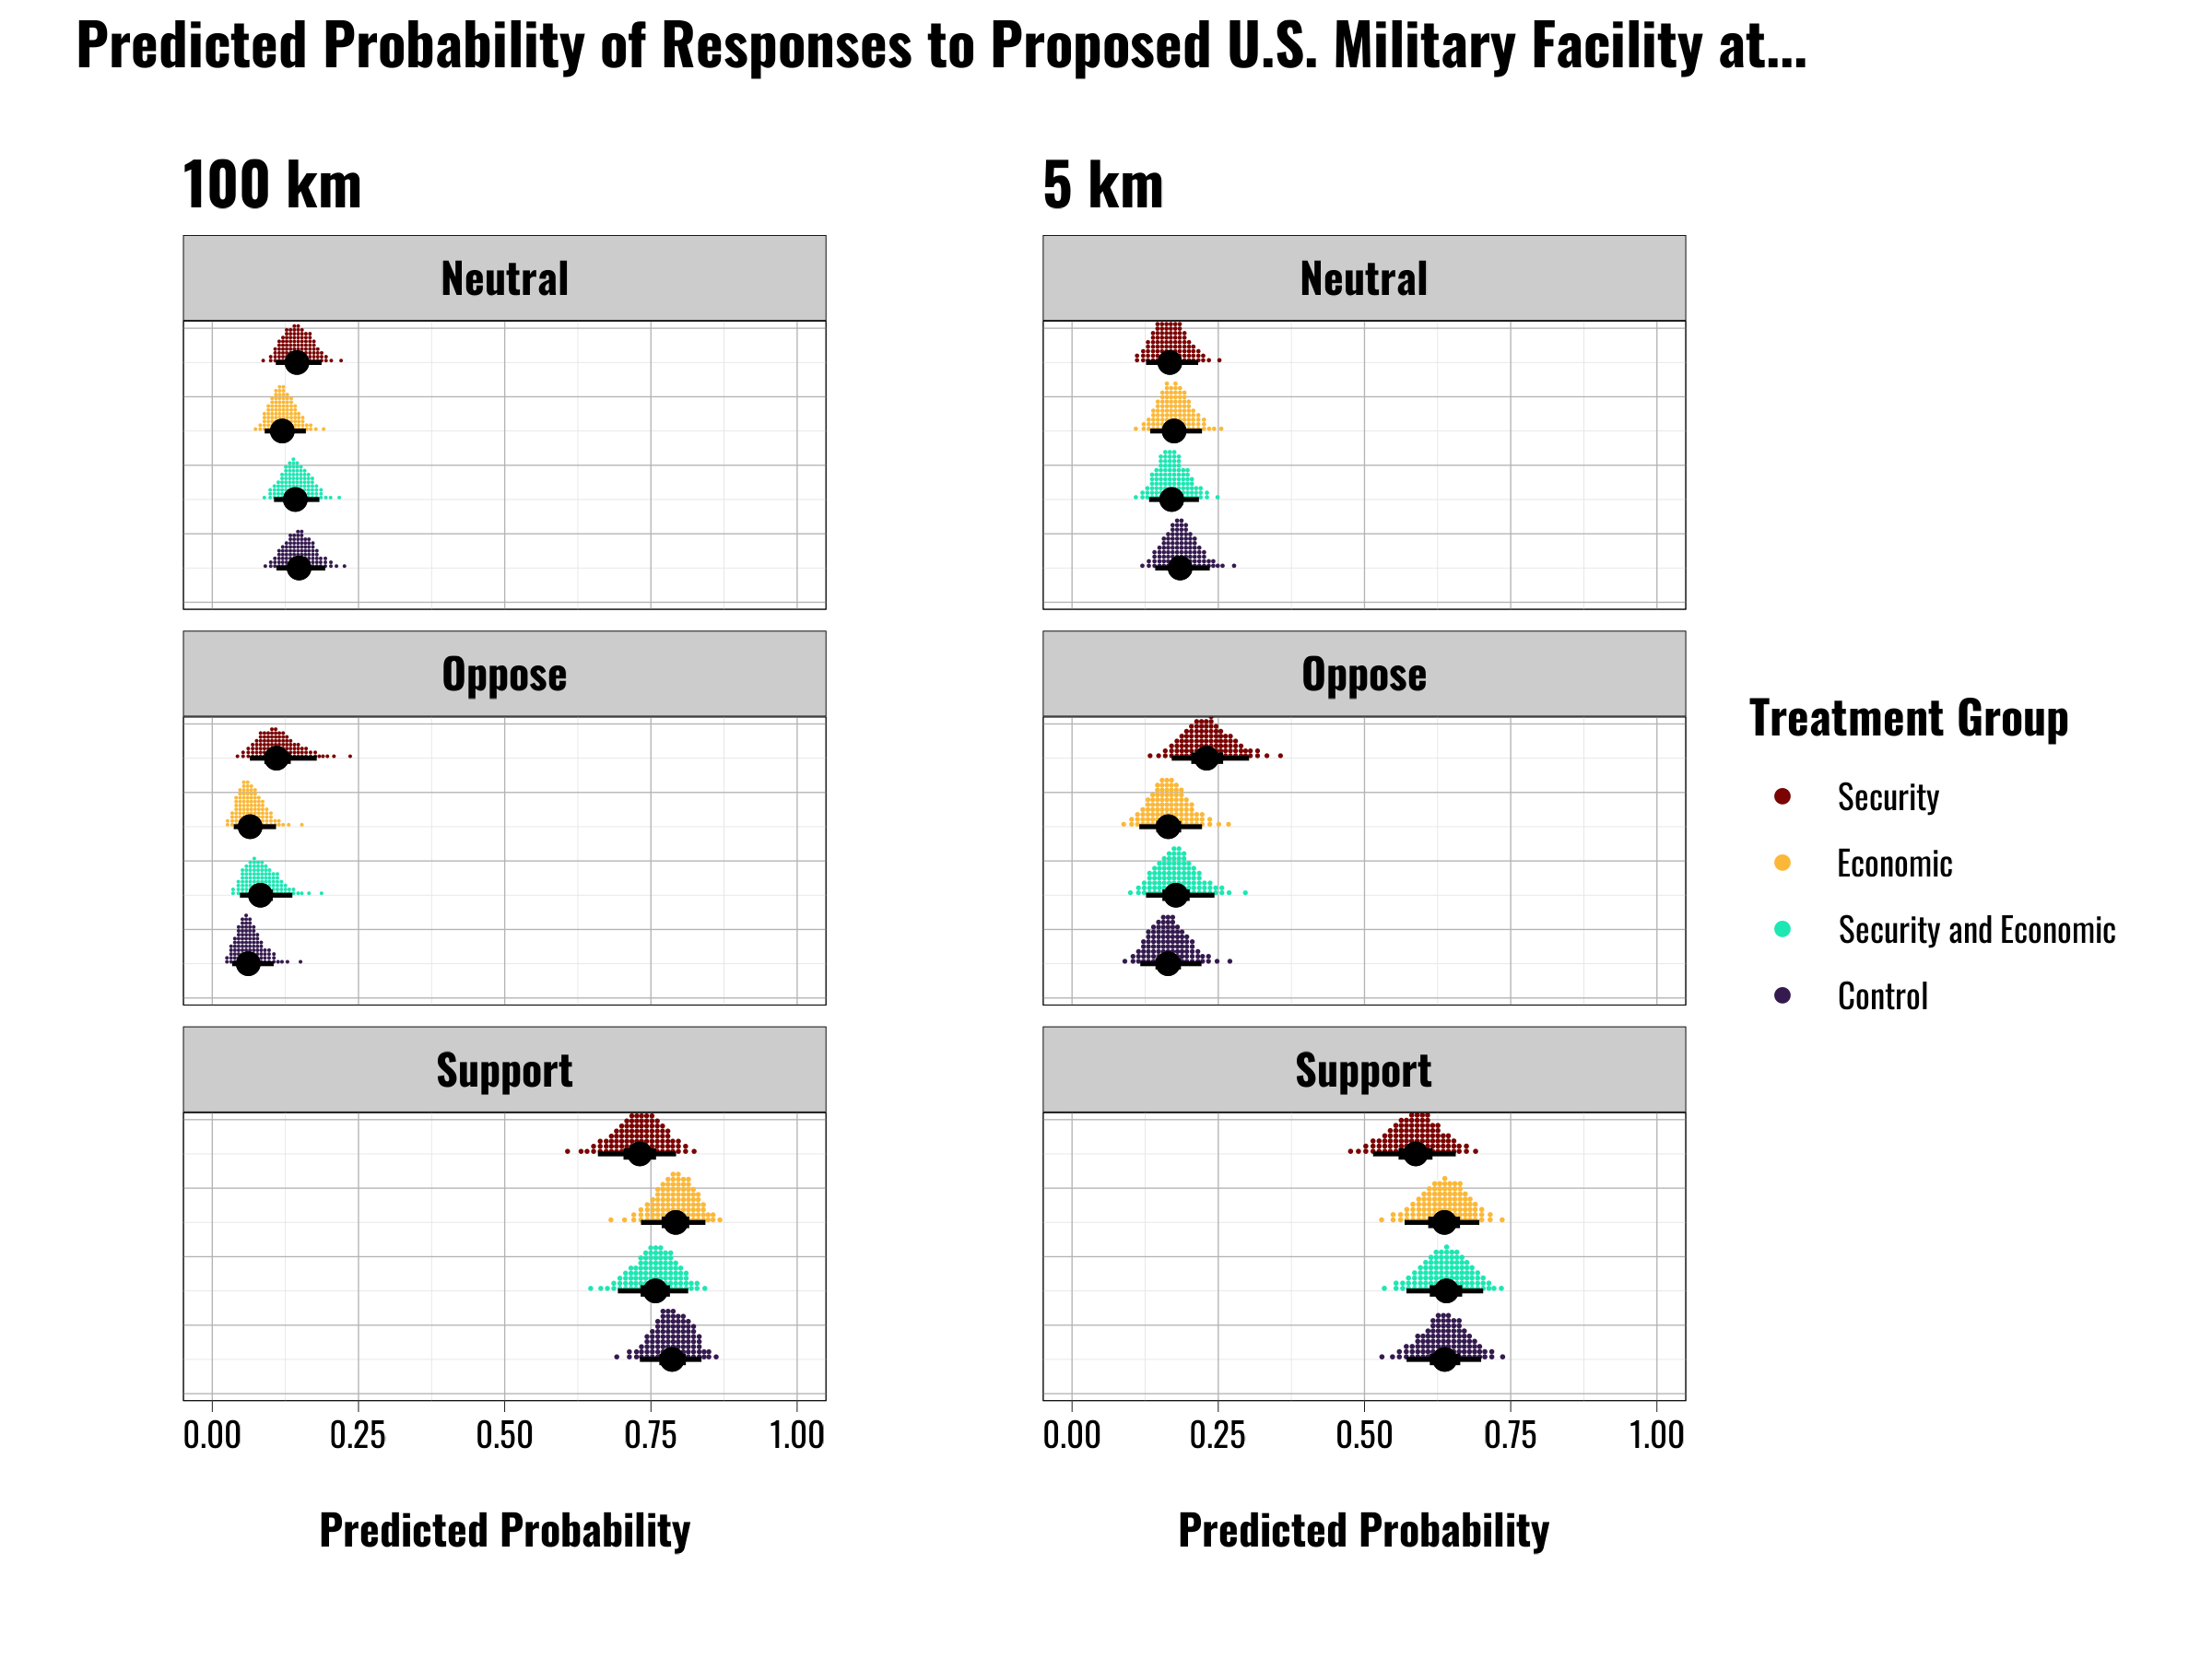 Predicted Probability of Responses to Proposed U.S. Military Facility at...
100 km
Neutral
Oppose
Support
0.00 0.25 0.50 0.75 1.00
Predicted Probability
5 km
Neutral
Oppose
Support
0.00 0.25 0.50 0.75 1.00
Predicted Probability
Treatment Group
Security
Economic
Security and Economic
Control